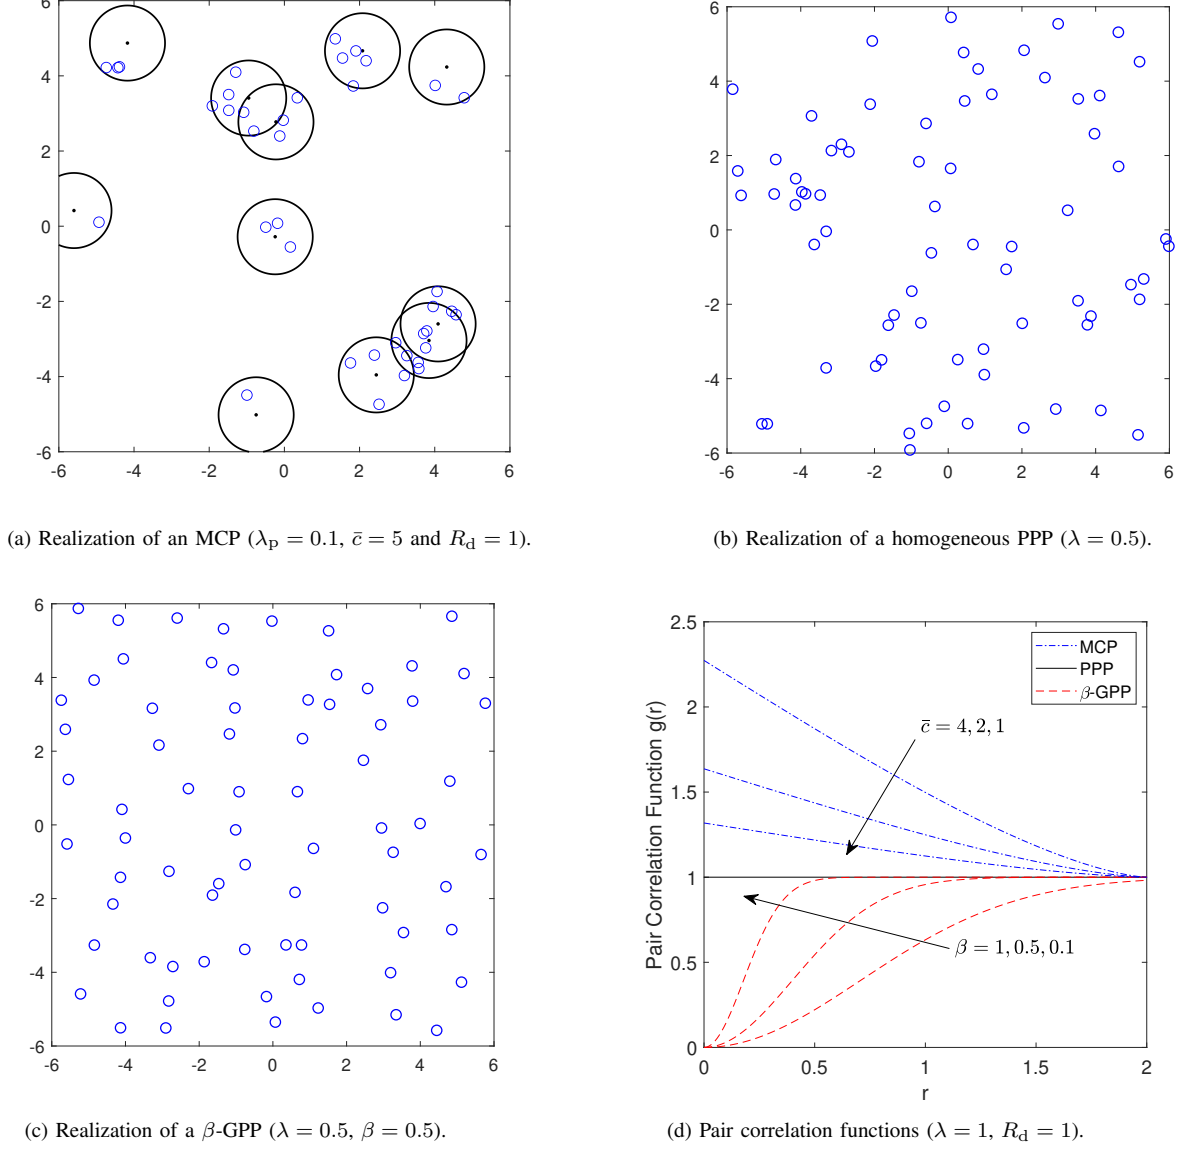 6
4
2
0
-2
-4
-6
-6 -4 -2 0 2 4 6
(a) Realization of an MCP (λp = 0.1, c̄ = 5 and Rd = 1).
6
4
2
0
-2
-4
-6
-6 -4 -2 0 2 4 6
(b) Realization of a homogeneous PPP (λ = 0.5).
6
4
2
0
-2
-4
-6
-6 -4 -2 0 2 4 6
(c) Realization of a β-GPP (λ = 0.5, β = 0.5).
Pair Correlation Function g(r)
2.5
2
1.5
1
0.5
0
0 0.5 1 1.5 2
r
MCP
PPP
β-GPP
c̄ = 4, 2, 1
β = 1, 0.5, 0.1
(d) Pair correlation functions (λ = 1, Rd = 1).